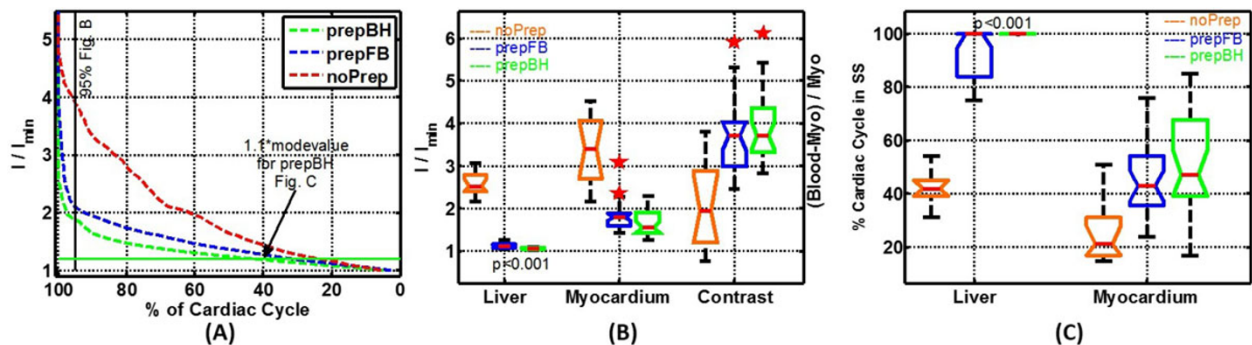 5
4
3
2
1
I / Imin
95% Fig. B
prepBH
prepFB
noPrep
1.1*modevalue
for prepBH
Fig. C
100 80 60 40 20 0
% of Cardiac Cycle
(A)
6
5
4
3
2
1
I / Imin
noPrep
prepFB
prepBH
p<0.001
Liver Myocardium Contrast
(Blood-Myo) / Myo
(B)
100
80
60
40
20
% Cardiac Cycle in SS
p<0.001
noPrep
prepFB
prepBH
Liver Myocardium
(C)